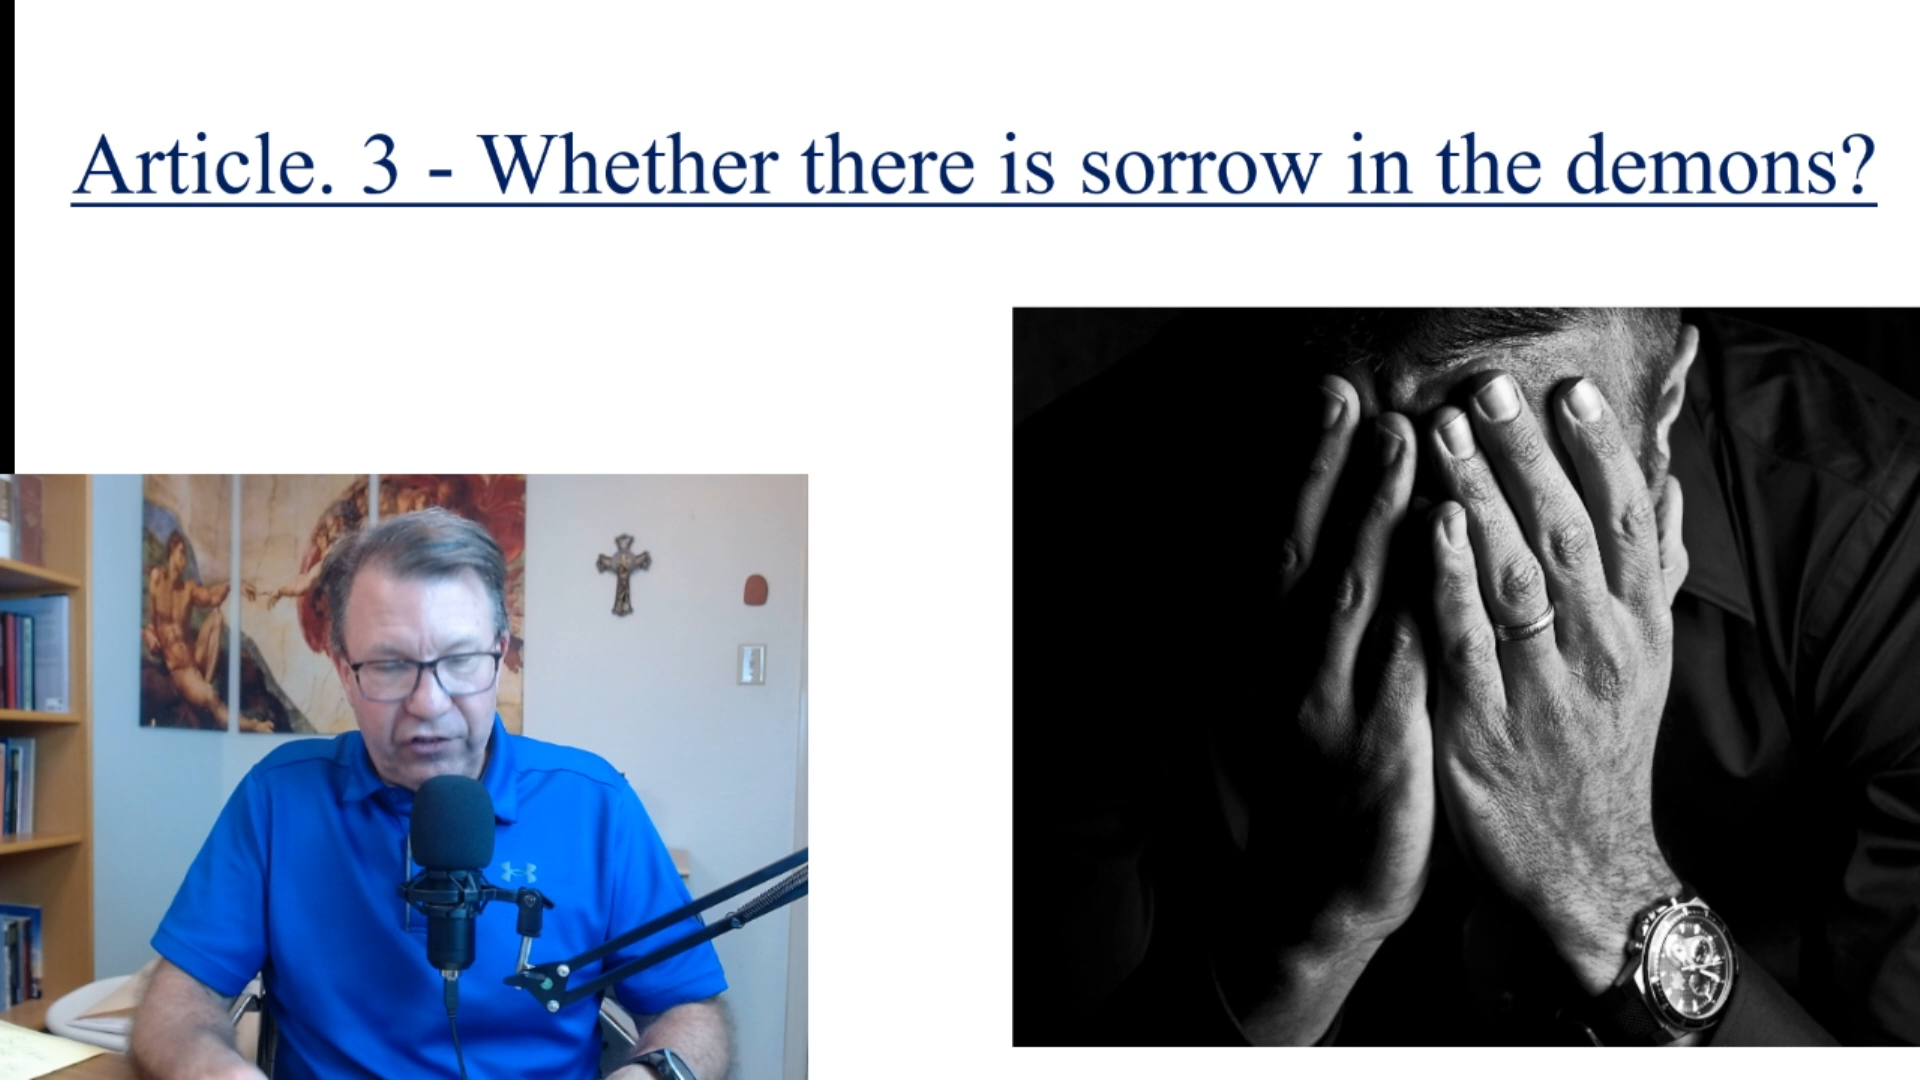 Article. 3 - Whether there is sorrow in the demons?